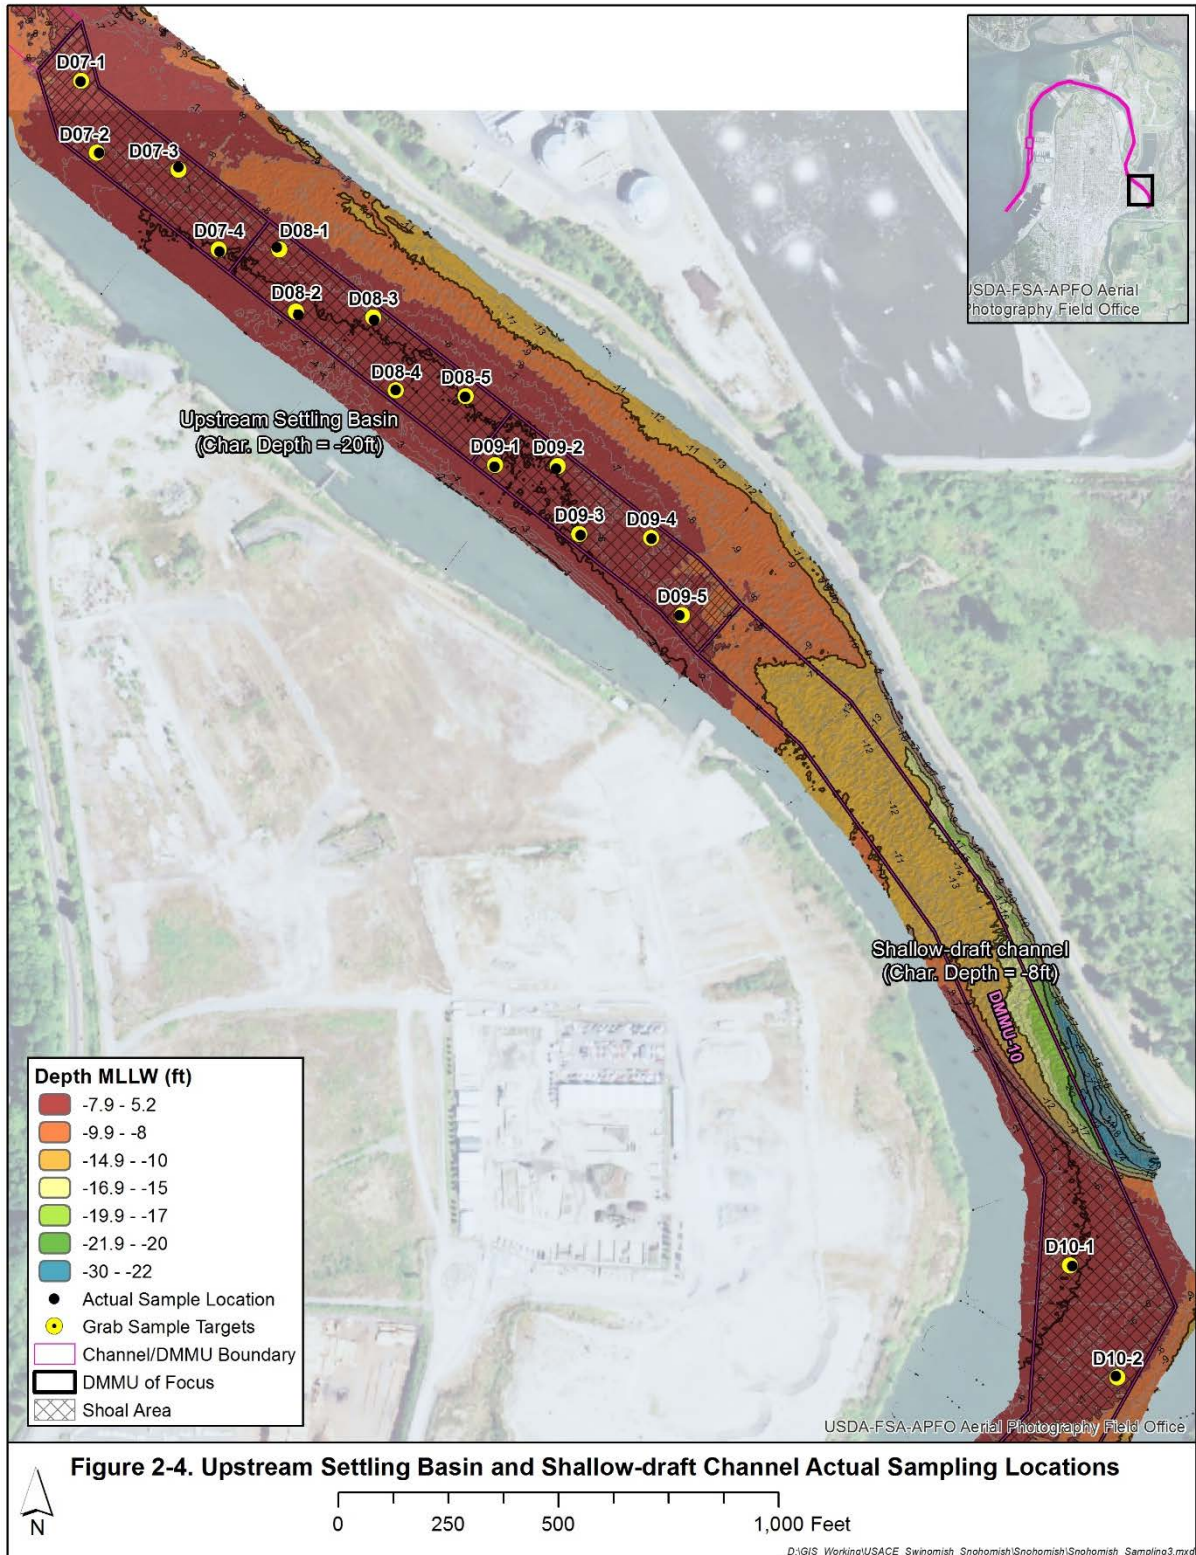 D07-1
D07-2
D07-3
D07-4
D08-1
D08-2
D08-3
D08-4
D08-5
Upstream Settling Basin
(Char. Depth = -20ft)
D09-1
D09-2
D09-3
D09-4
D09-5
USDA-FSA-APFO Aerial
Photography Field Office
Shallow-draft channel
(Char. Depth = -8ft)
DMMU-10
D10-1
D10-2
Depth MLLW (ft)
-7.9 - 5.2
-9.9 - -8
-14.9 - -10
-16.9 - -15
-19.9 - -17
-21.9 - -20
-30 - -22
Actual Sample Location
Grab Sample Targets
Channel/DMMU Boundary
DMMU of Focus
Shoal Area
USDA-FSA-APFO Aerial Photography Field Office
Figure 2-4. Upstream Settling Basin and Shallow-draft Channel Actual Sampling Locations
N
0 250 500 1,000 Feet
D:\GIS_Working\USACE_Swinomish_Snohomish\Snohomish\Snohomish_Sampling3.mxd